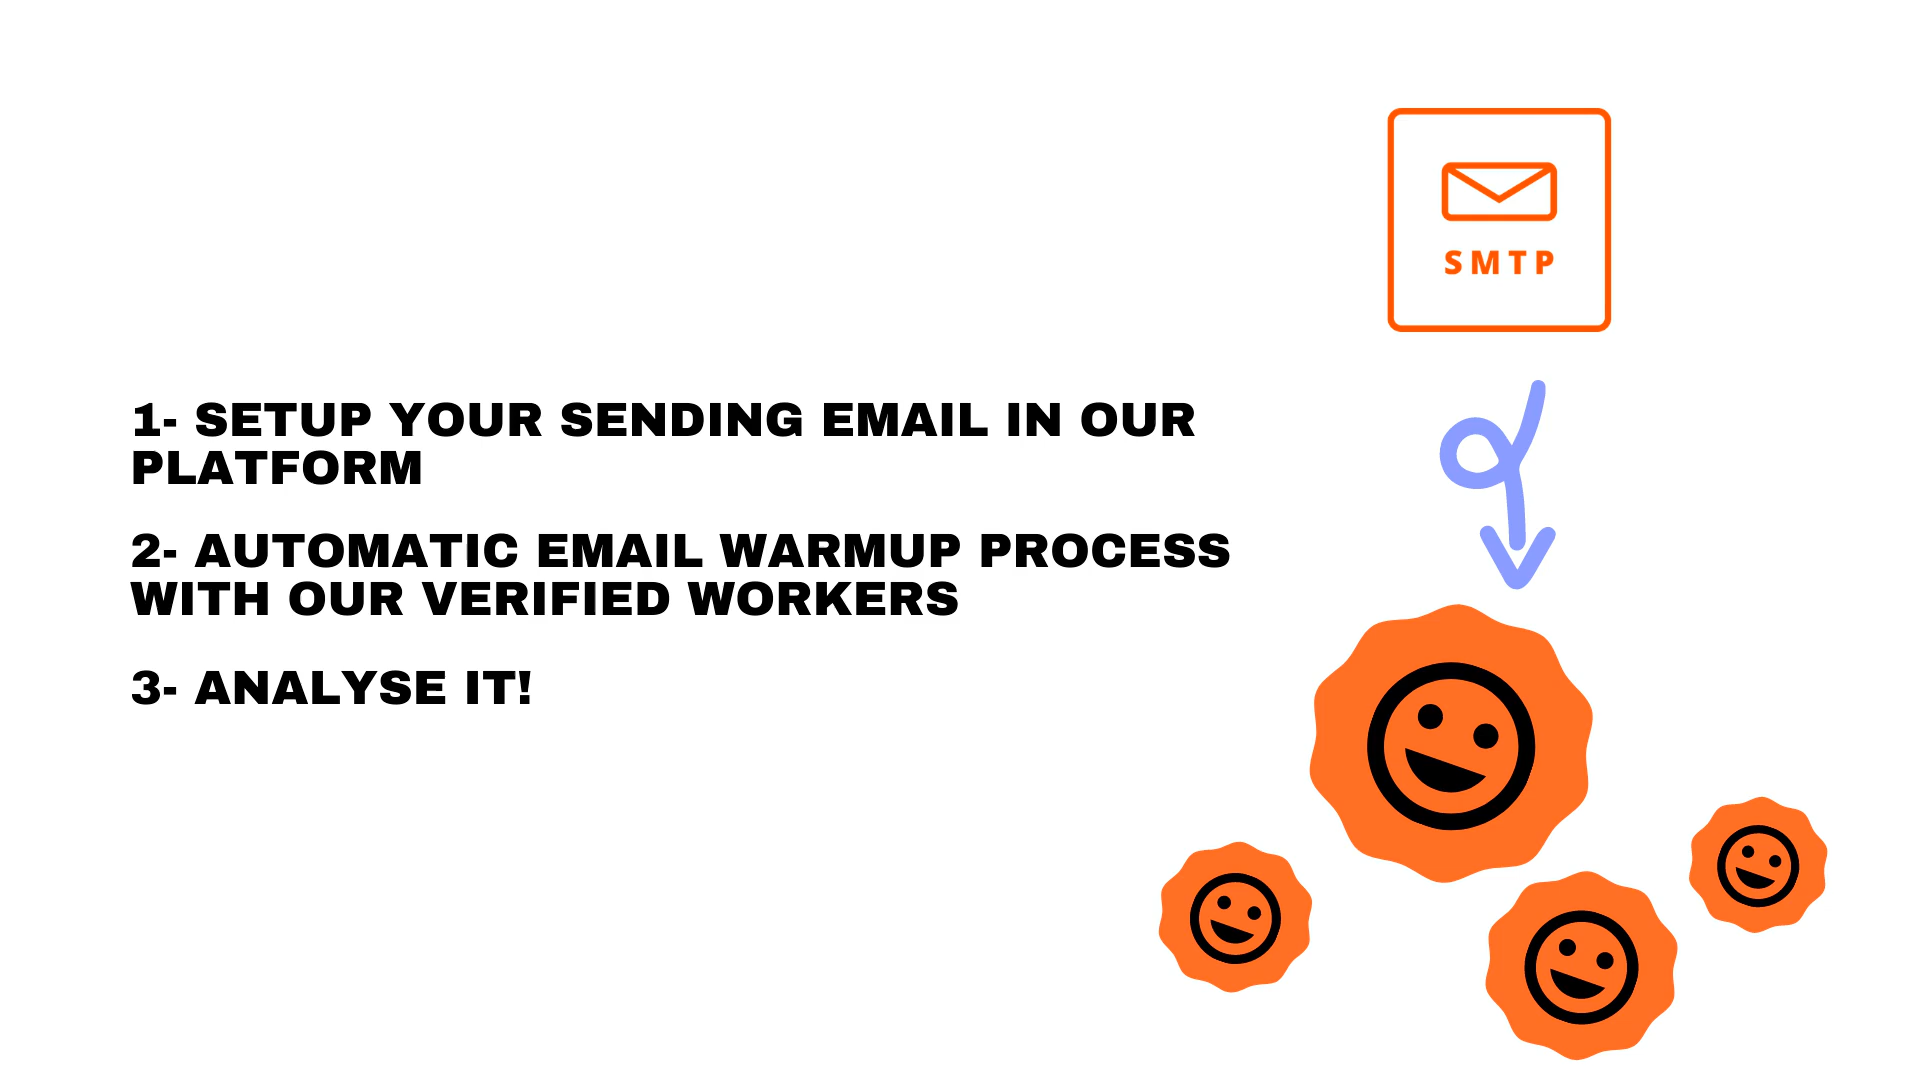 SMTP
1- SETUP YOUR SENDING EMAIL IN OUR
PLATFORM
2- AUTOMATIC EMAIL WARMUP PROCESS
WITH OUR VERIFIED WORKERS
3- ANALYSE IT!